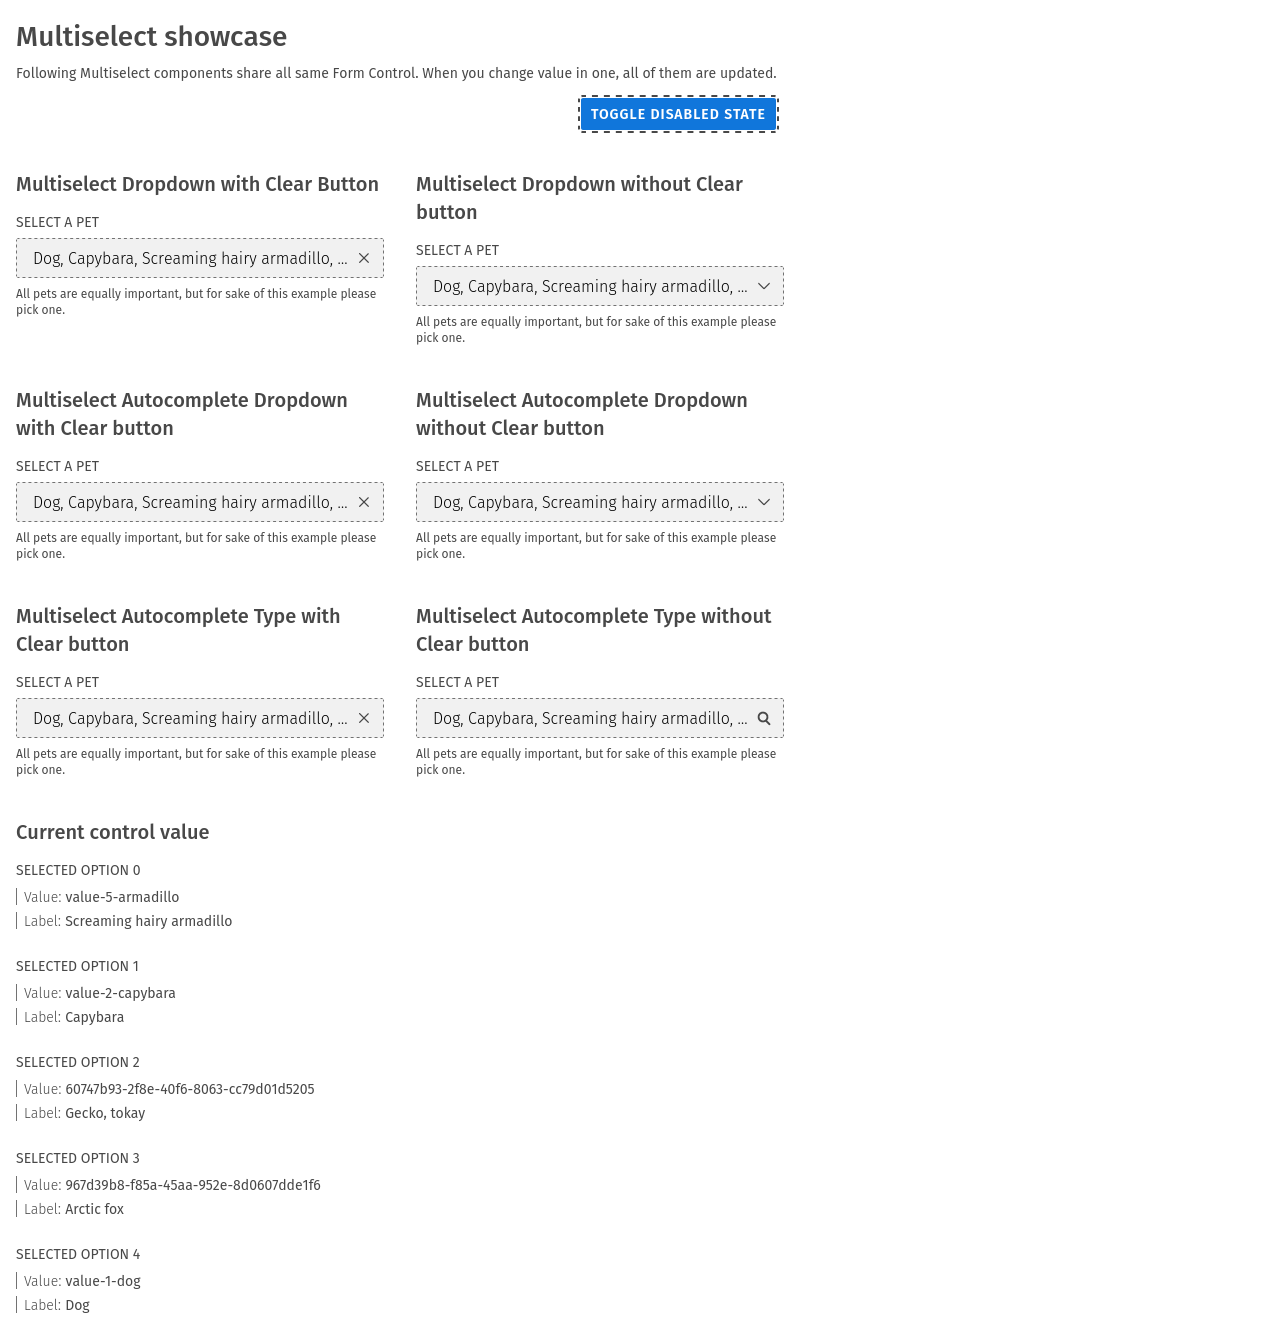 Multiselect showcase
Following Multiselect components share all same Form Control. When you change value in one, all of them are updated.
TOGGLE DISABLED STATE
Multiselect Dropdown with Clear Button
SELECT A PET
Dog, Capybara, Screaming hairy armadillo, ...
All pets are equally important, but for sake of this example please
pick one.
Multiselect Dropdown without Clear
button
SELECT A PET
Dog, Capybara, Screaming hairy armadillo, ...
All pets are equally important, but for sake of this example please
pick one.
Multiselect Autocomplete Dropdown
with Clear button
SELECT A PET
Dog, Capybara, Screaming hairy armadillo, ...
All pets are equally important, but for sake of this example please
pick one.
Multiselect Autocomplete Dropdown
without Clear button
SELECT A PET
Dog, Capybara, Screaming hairy armadillo, ...
All pets are equally important, but for sake of this example please
pick one.
Multiselect Autocomplete Type with
Clear button
SELECT A PET
Dog, Capybara, Screaming hairy armadillo, ...
All pets are equally important, but for sake of this example please
pick one.
Multiselect Autocomplete Type without
Clear button
SELECT A PET
Dog, Capybara, Screaming hairy armadillo, ...
All pets are equally important, but for sake of this example please
pick one.
Current control value
SELECTED OPTION 0
Value: value-5-armadillo
Label: Screaming hairy armadillo
SELECTED OPTION 1
Value: value-2-capybara
Label: Capybara
SELECTED OPTION 2
Value: 60747b93-2f8e-40f6-8063-cc79d01d5205
Label: Gecko, tokay
SELECTED OPTION 3
Value: 967d39b8-f85a-45aa-952e-8d0607dde1f6
Label: Arctic fox
SELECTED OPTION 4
Value: value-1-dog
Label: Dog